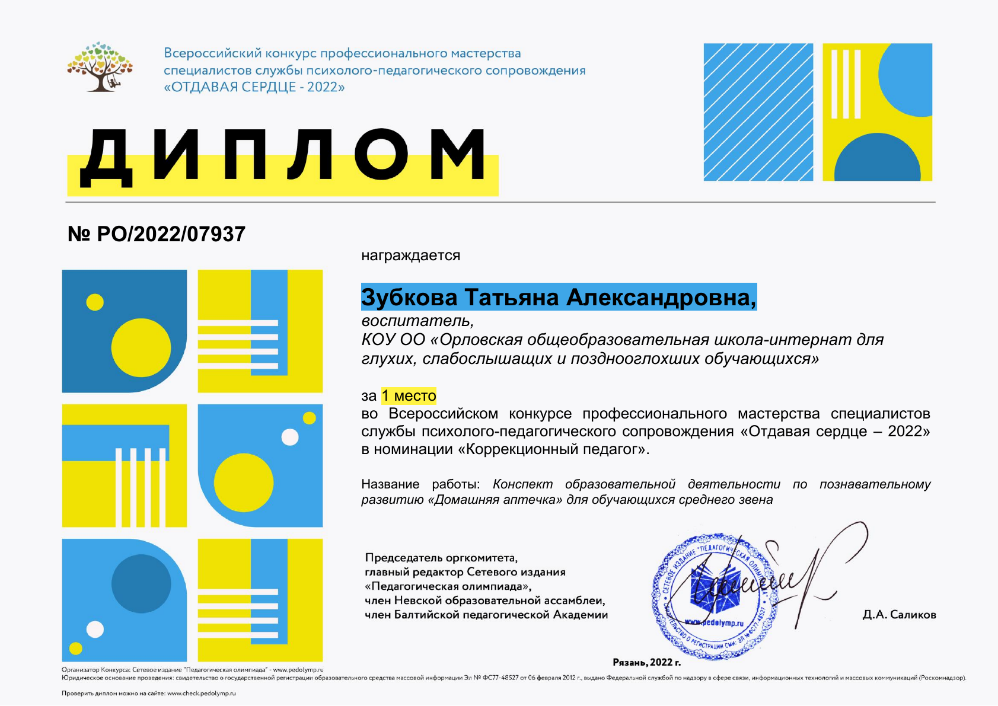 Всероссийский конкурс профессионального мастерства
специалистов службы психолого-педагогического сопровождения
«ОТДАВАЯ СЕРДЦЕ - 2022»
ДИПЛОМ
№ РО/2022/07937
награждается
Зубкова Татьяна Александровна,
воспитатель,
КОУ ОО «Орловская общеобразовательная школа-интернат для
глухих, слабослышащих и позднооглохших обучающихся»
за 1 место
во Всероссийском конкурсе профессионального мастерства специалистов
службы психолого-педагогического сопровождения «Отдавая сердце – 2022»
в номинации «Коррекционный педагог».
Название работы: Конспект образовательной деятельности по познавательному
развитию «Домашняя аптечка» для обучающихся среднего звена
Председатель оргкомитета,
главный редактор Сетевого издания
«Педагогическая олимпиада»,
член Невской образовательной ассамблеи,
член Балтийской педагогической Академии
СЕТЕВОЕ ИЗДАНИЕ "ПЕДАГОГИЧЕСКАЯ ОЛИМПИАДА"
www.pedolymp.ru
Д.А. Саликов
Рязань, 2022 г.
Организатор Конкурса: Сетевое издание "Педагогическая олимпиада" - www.pedolymp.ru
Юридическое основание проведения: свидетельство о государственной регистрации образовательного средства массовой информации Эл № ФС77-48527 от 06 февраля 2012 г., выдано Федеральной службой по надзору в сфере связи, информационных технологий и массовых коммуникаций (Роскомнадзор).
Проверить диплом можно на сайте: www.check.pedolymp.ru